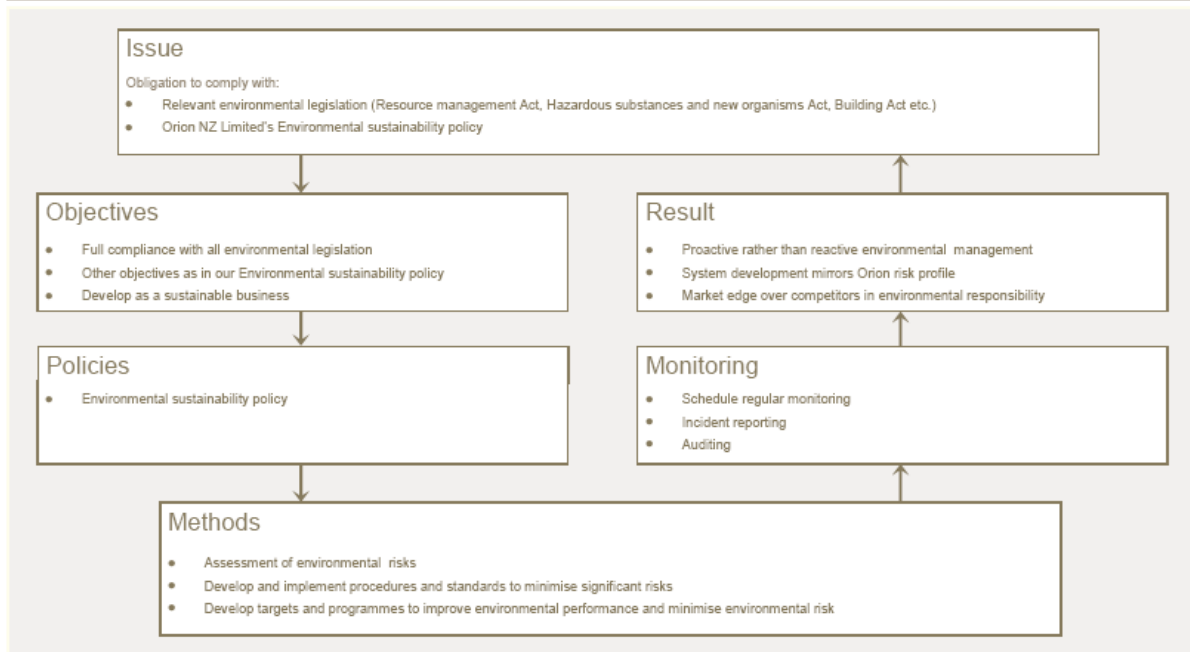 Issue
Obligation to comply with:
• Relevant environmental legislation (Resource management Act, Hazardous substances and new organisms Act, Building Act etc.)
• Orion NZ Limited's Environmental sustainability policy
Objectives
• Full compliance with all environmental legislation
• Other objectives as in our Environmental sustainability policy
• Develop as a sustainable business
Result
• Proactive rather than reactive environmental management
• System development mirrors Orion risk profile
• Market edge over competitors in environmental responsibility
Policies
• Environmental sustainability policy
Monitoring
• Schedule regular monitoring
• Incident reporting
• Auditing
Methods
• Assessment of environmental risks
• Develop and implement procedures and standards to minimise significant risks
• Develop targets and programmes to improve environmental performance and minimise environmental risk